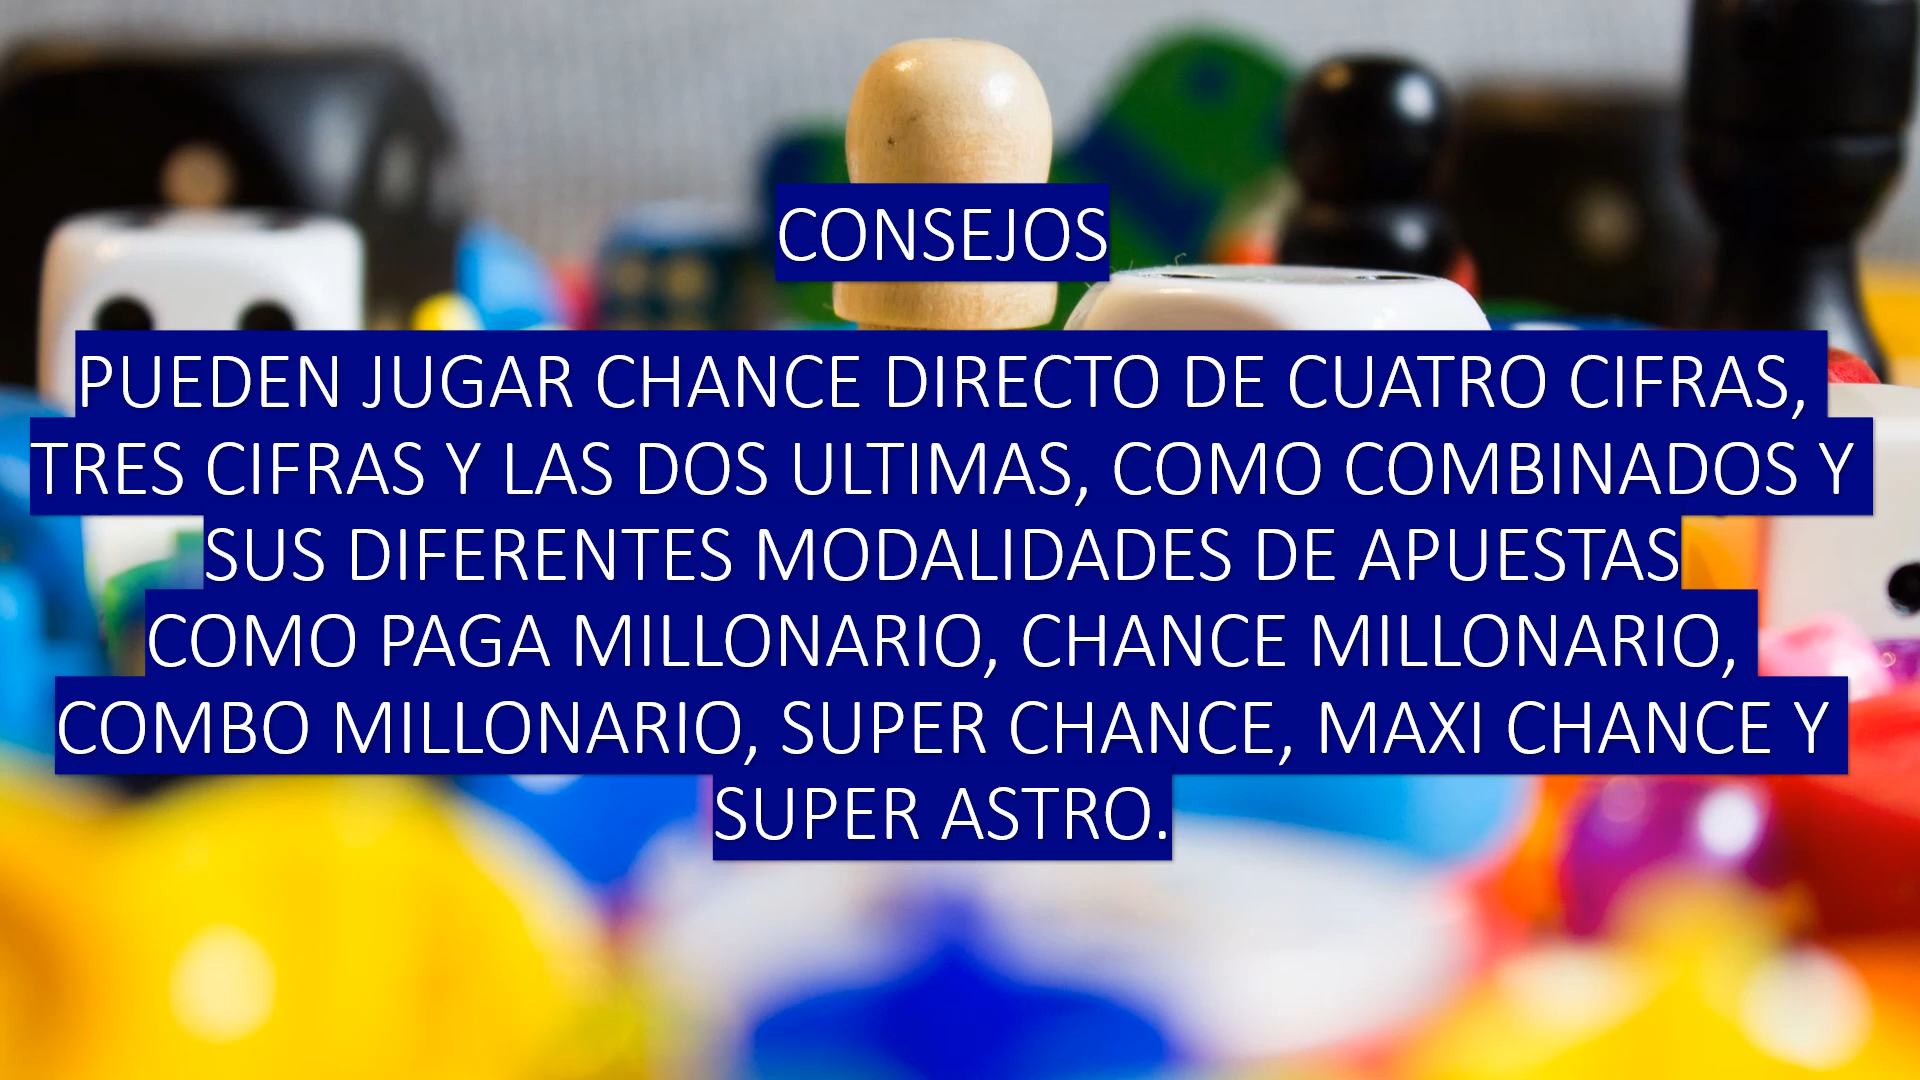 CONSEJOS
PUEDEN JUGAR CHANCE DIRECTO DE CUATRO CIFRAS,
TRES CIFRAS Y LAS DOS ULTIMAS, COMO COMBINADOS Y
SUS DIFERENTES MODALIDADES DE APUESTAS
COMO PAGA MILLONARIO, CHANCE MILLONARIO,
COMBO MILLONARIO, SUPER CHANCE, MAXI CHANCE Y
SUPER ASTRO.